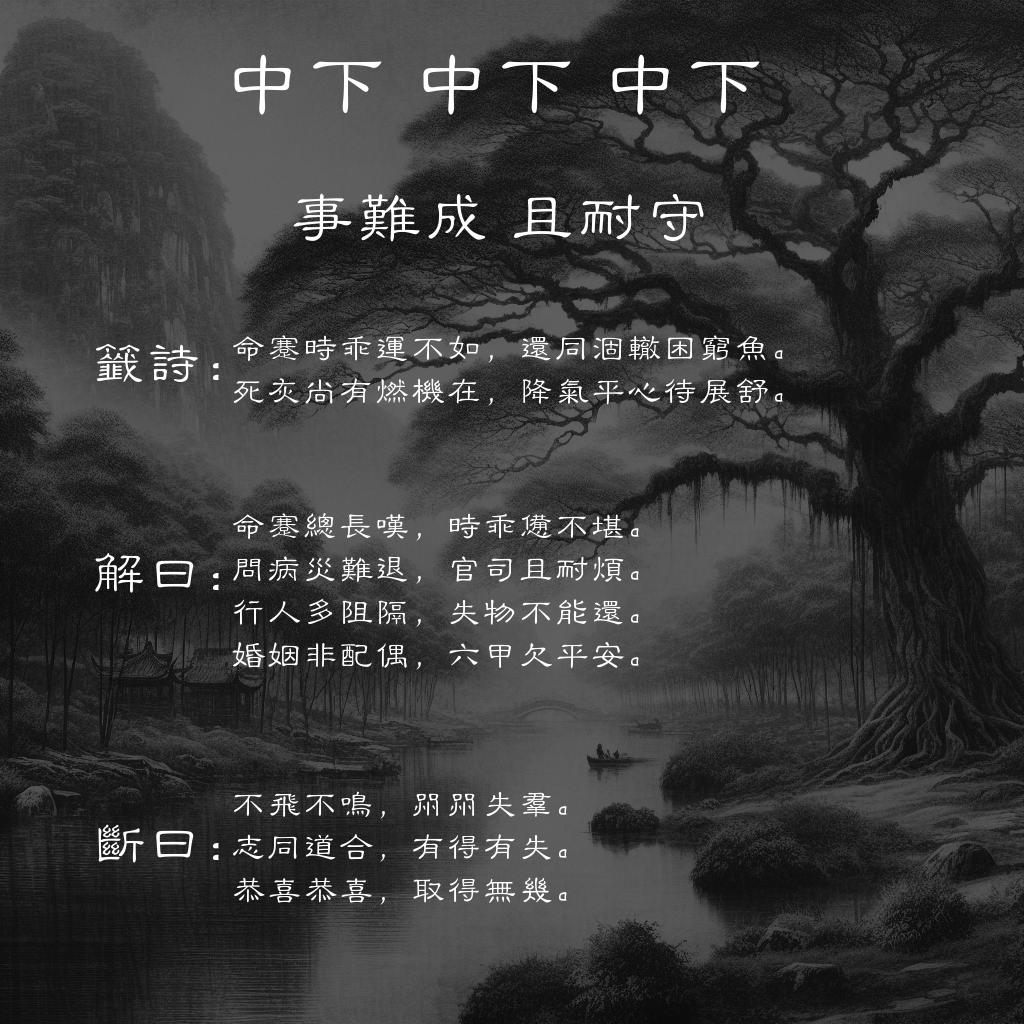 中下 中下 中下
事難成 且耐守
籤詩：
命蹇時乖運不如，還同涸轍困窮魚。
死灰尚有燃機在，降氣平心待展舒。
解曰：
命蹇總長嘆，時乖憊不堪。
問病災難退，官司且耐煩。
行人多阻隔，失物不能還。
婚姻非配偶，六甲欠平安。
斷曰：
不飛不鳴，喌喌失羣。
志同道合，有得有失。
恭喜恭喜，取得無幾。